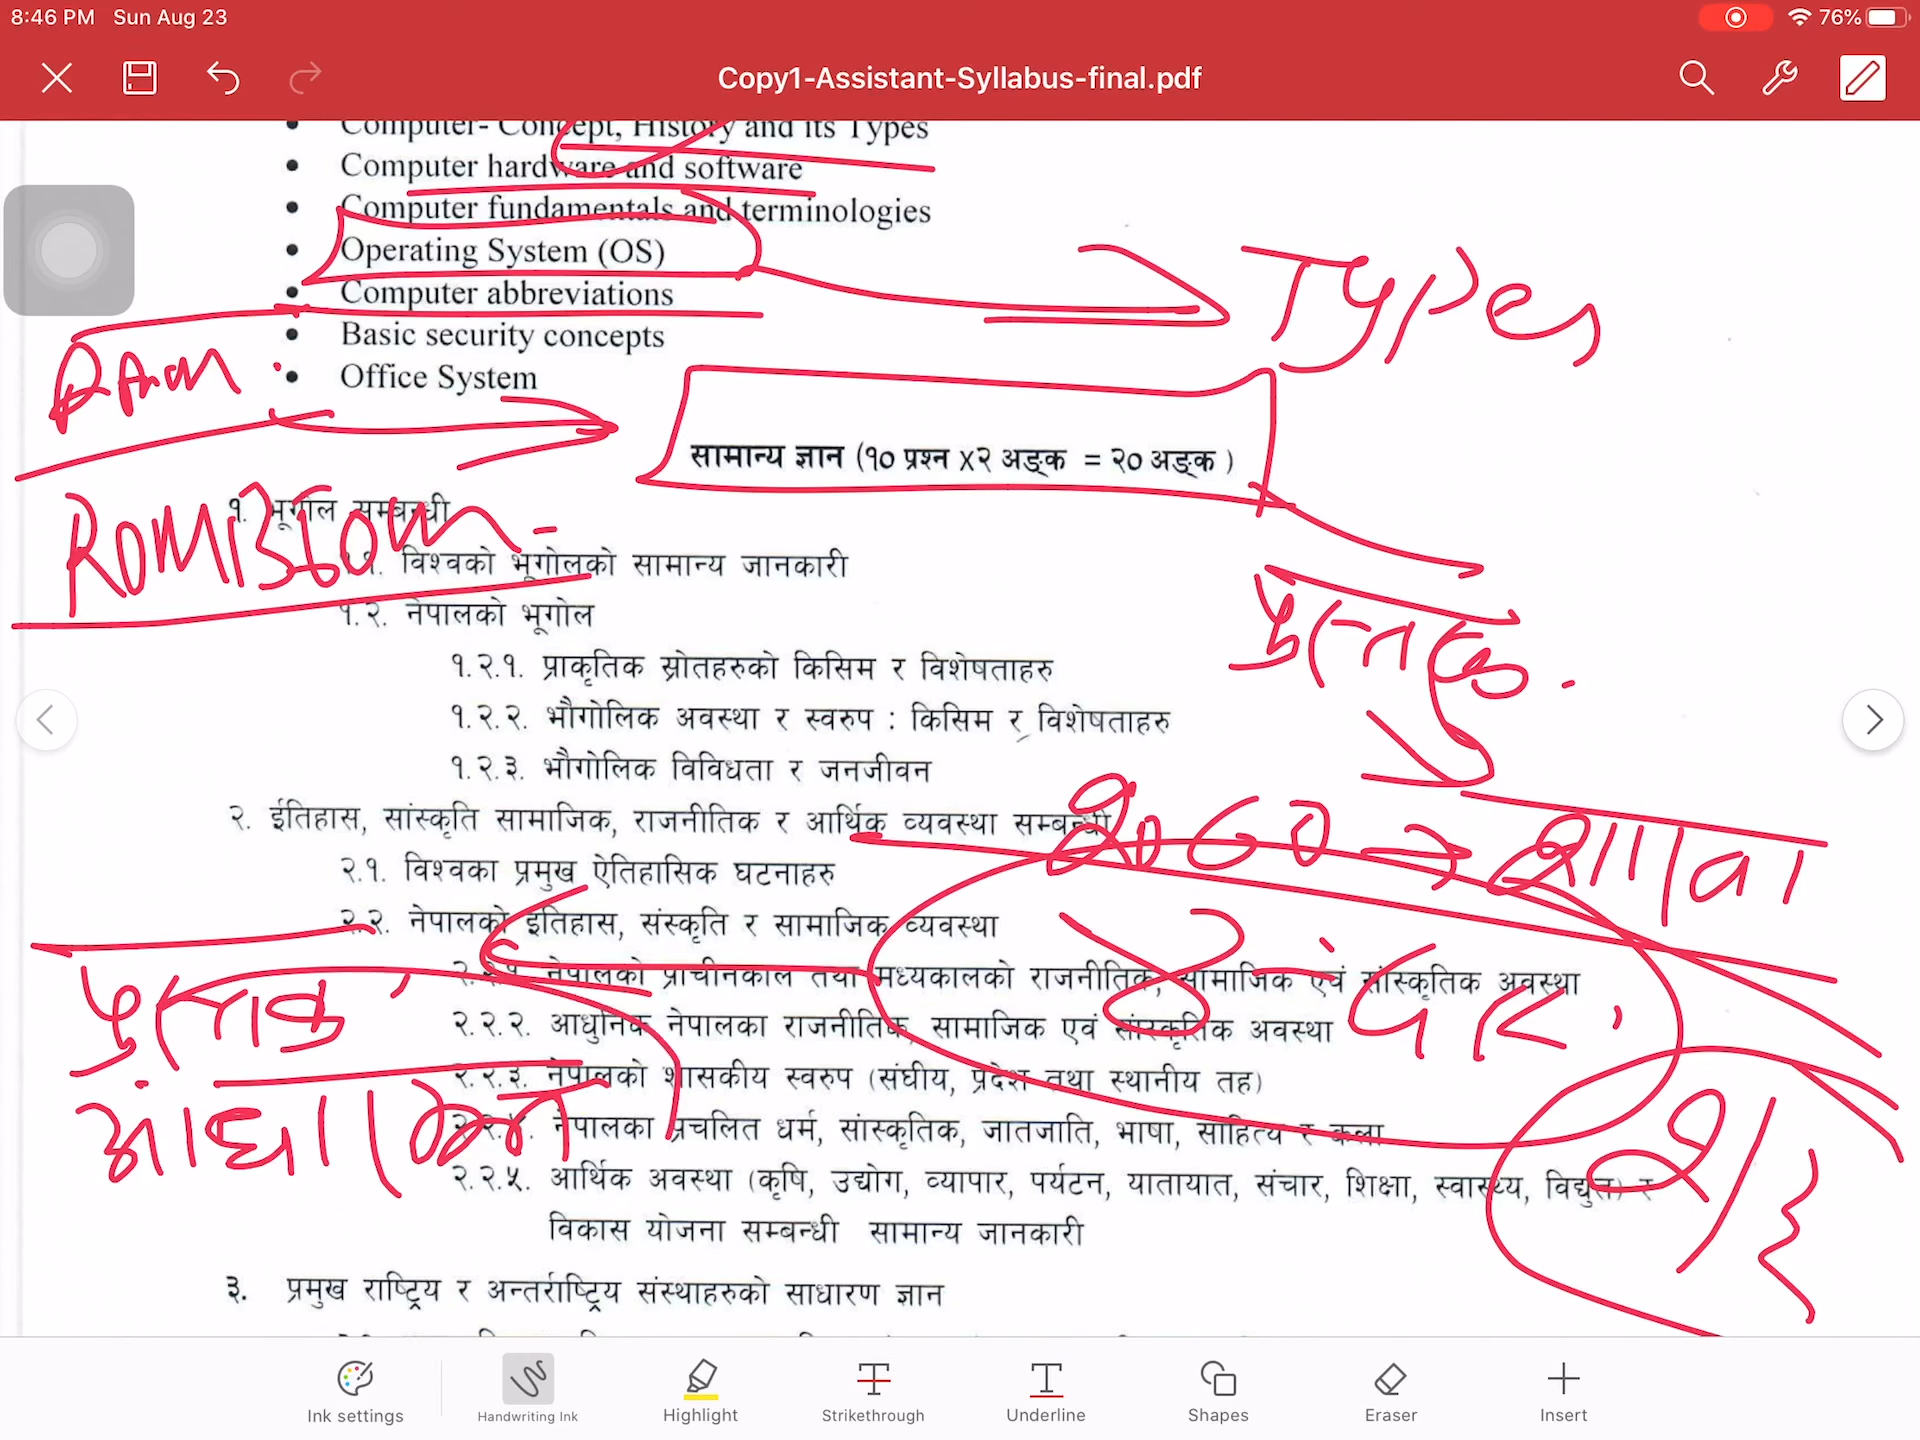 8:46 PM Sun Aug 23
76%
Copy1-Assistant-Syllabus-final.pdf
Computer- Concept, History and its Types
Computer hardware and software
Computer fundamentals and terminologies
Operating System (OS)
Types
Computer abbreviations
Basic security concepts
Office System
सामान्य ज्ञान (१० प्रश्न X२ अङ्क = २० अङ्क )
१. भूगोल सम्बन्धी
१.१. विश्वको भूगोलको सामान्य जानकारी
१.२. नेपालको भूगोल
१.२.१. प्राकृतिक स्रोतहरुको किसिम र विशेषताहरु
१.२.२. भौगोलिक अवस्था र स्वरुप : किसिम र विशेषताहरु
१.२.३. भौगोलिक विविधता र जनजीवन
२. ईतिहास, सांस्कृति सामाजिक, राजनीतिक र आर्थिक व्यवस्था सम्बन्धी
२.१. विश्वका प्रमुख ऐतिहासिक घटनाहरु
२.२. नेपालको इतिहास, संस्कृति र सामाजिक व्यवस्था
२.२.१. नेपालको प्राचीनकाल तथा मध्यकालको राजनीतिक, सामाजिक एवं सांस्कृतिक अवस्था
२.२.२. आधुनिक नेपालका राजनीतिक, सामाजिक एवं सांस्कृतिक अवस्था
२.२.३. नेपालको शासकीय स्वरुप (संघीय, प्रदेश तथा स्थानीय तह)
२.२.४. नेपालका प्रचलित धर्म, सांस्कृतिक, जातजाति, भाषा, साहित्य र कला
२.२.५. आर्थिक अवस्था (कृषि, उद्योग, व्यापार, पर्यटन, यातायात, संचार, शिक्षा, स्वास्थ्य, विद्युत) र
विकास योजना सम्बन्धी सामान्य जानकारी
३. प्रमुख राष्ट्रिय र अन्तर्राष्ट्रिय संस्थाहरुको साधारण ज्ञान
Ink settings Handwriting Ink Highlight Strikethrough Underline Shapes Eraser Insert